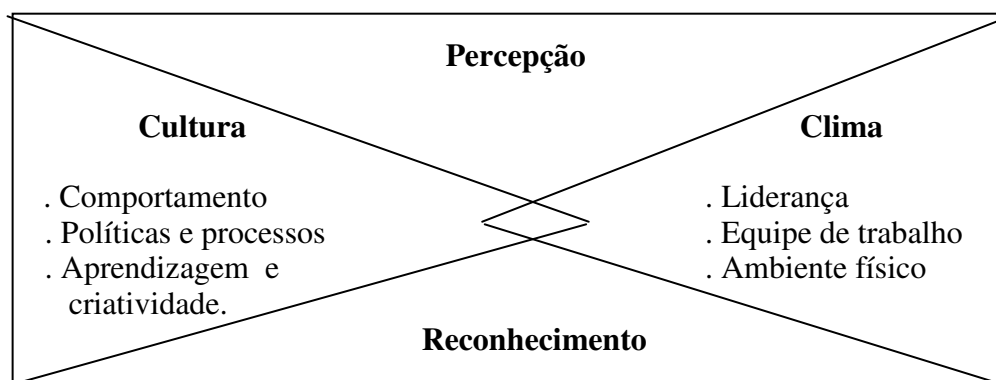 Percepção
Cultura
Clima
. Comportamento
. Políticas e processos
. Aprendizagem e
criatividade.
. Liderança
. Equipe de trabalho
. Ambiente físico
Reconhecimento